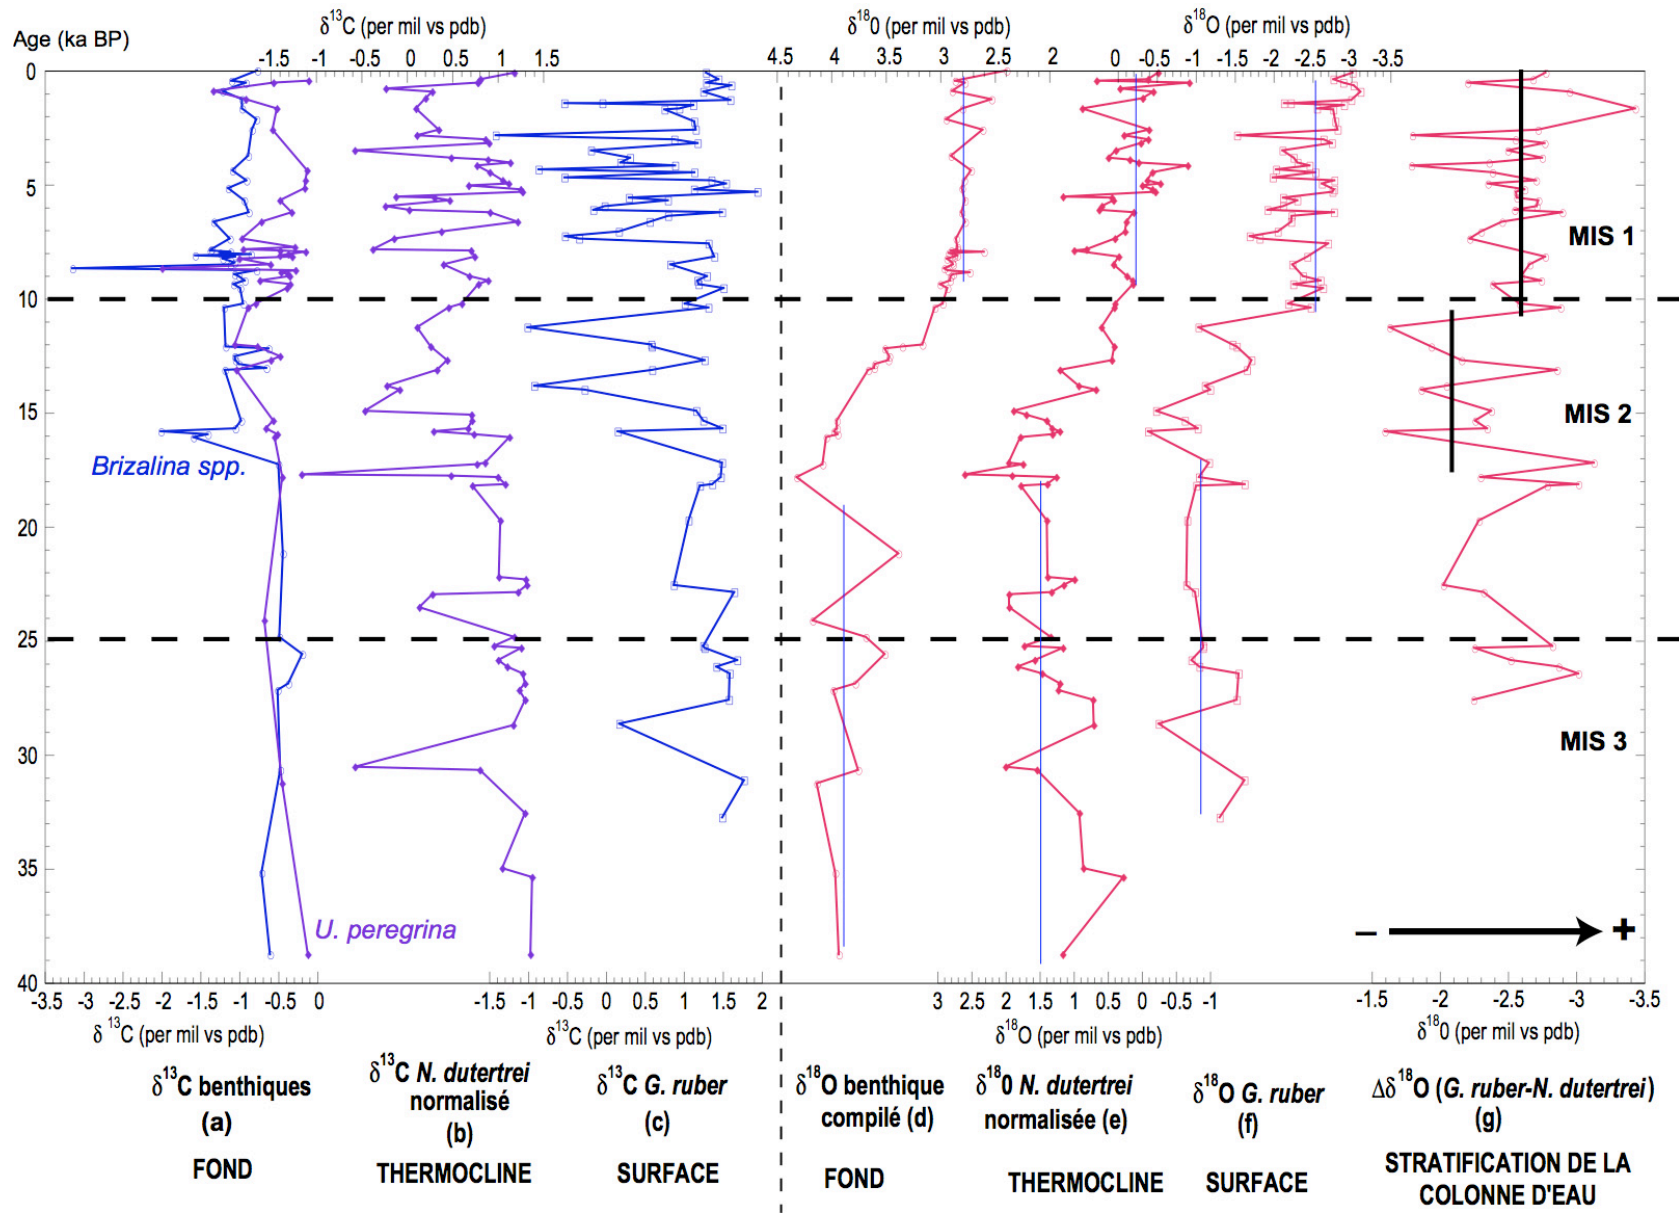 δ¹³C (per mil vs pdb)
δ¹⁸0 (per mil vs pdb)
δ¹⁸O (per mil vs pdb)
Age (ka BP)
-1.5 -1 -0.5 0 0.5 1 1.5
4.5 4 3.5 3 2.5 2 1 0 -0.5 -1 -1.5 -2 -2.5 -3 -3.5
0
5
10
15
20
25
30
35
40
MIS 1
MIS 2
MIS 3
Brizalina spp.
U. peregrina
– +
-3.5 -3 -2.5 -2 -1.5 -1 -0.5 0
-1.5 -1 -0.5 0 0.5 1 1.5 2
3 2.5 2 1.5 1 0.5 0 -0.5 -1
-1.5 -2 -2.5 -3 -3.5
δ ¹³C (per mil vs pdb)
δ¹³C (per mil vs pdb)
δ¹⁸O (per mil vs pdb)
δ¹⁸0 (per mil vs pdb)
δ¹³C benthiques
(a)
FOND
δ¹³C N. dutertrei
normalisé
(b)
THERMOCLINE
δ¹³C G. ruber
(c)
SURFACE
δ¹⁸O benthique
compilé (d)
FOND
δ¹⁸0 N. dutertrei
normalisée (e)
THERMOCLINE
δ¹⁸O G. ruber
(f)
SURFACE
Δδ¹⁸O (G. ruber-N. dutertrei)
(g)
STRATIFICATION DE LA
COLONNE D'EAU